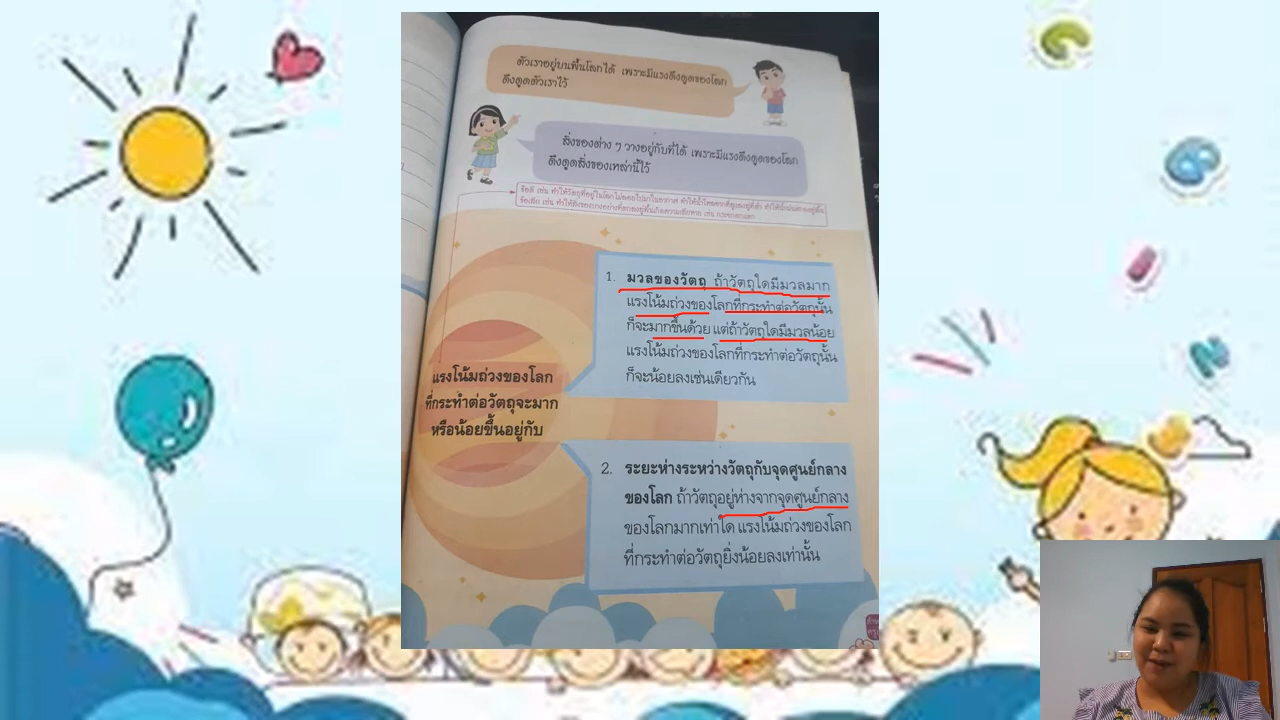 ตัวเราอยู่บนพื้นโลกได้ เพราะมีแรงดึงดูดของโลก
ดึงดูดตัวเราไว้
สิ่งของต่าง ๆ วางอยู่กับที่ได้ เพราะมีแรงดึงดูดของโลก
ดึงดูดสิ่งของเหล่านี้ไว้
แรงโน้มถ่วงของโลก
ที่กระทำต่อวัตถุจะมาก
หรือน้อยขึ้นอยู่กับ
1. มวลของวัตถุ ถ้าวัตถุใดมีมวลมาก
แรงโน้มถ่วงของโลกที่กระทำต่อวัตถุนั้น
ก็จะมากขึ้นด้วย แต่ถ้าวัตถุใดมีมวลน้อย
แรงโน้มถ่วงของโลกที่กระทำต่อวัตถุนั้น
ก็จะน้อยลงเช่นเดียวกัน
2. ระยะห่างระหว่างวัตถุกับจุดศูนย์กลาง
ของโลก ถ้าวัตถุอยู่ห่างจากจุดศูนย์กลาง
ของโลกมากเท่าใด แรงโน้มถ่วงของโลก
ที่กระทำต่อวัตถุยิ่งน้อยลงเท่านั้น